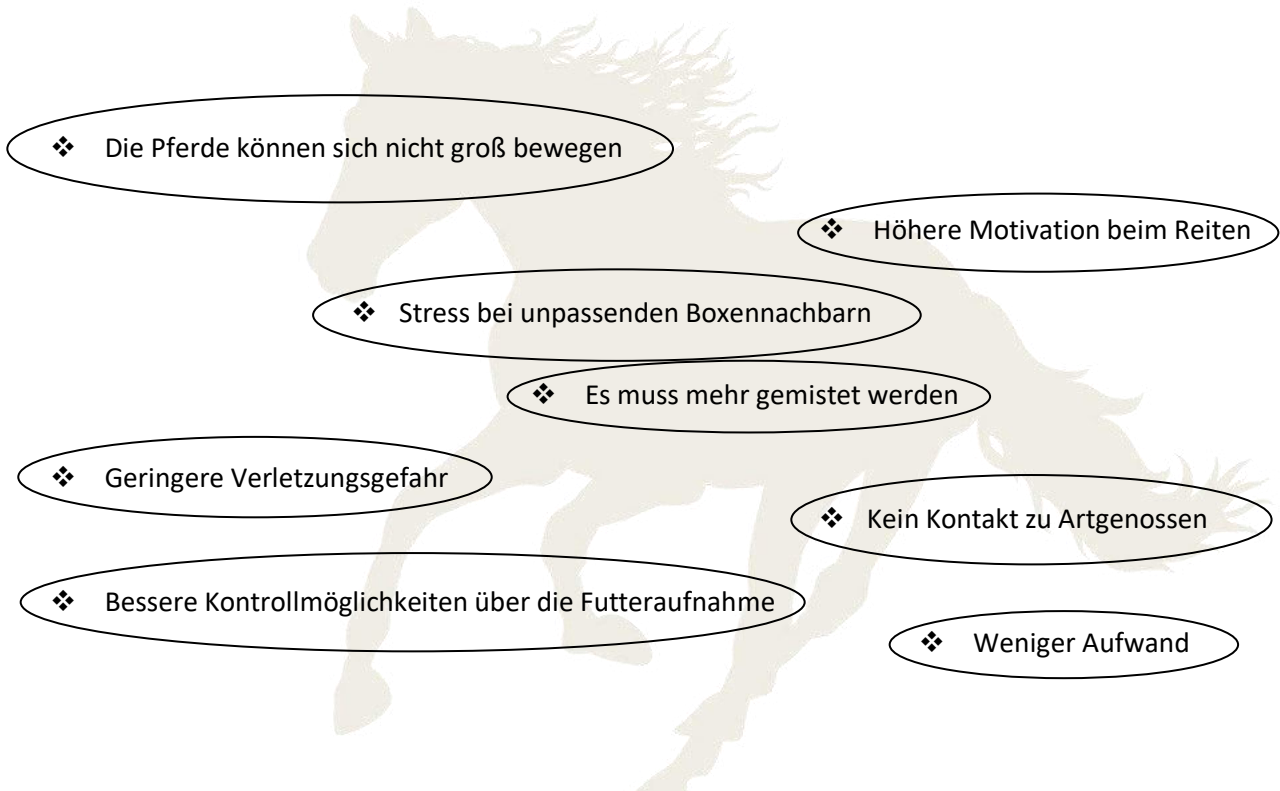 ❖ Die Pferde können sich nicht groß bewegen
❖ Höhere Motivation beim Reiten
❖ Stress bei unpassenden Boxennachbarn
❖ Es muss mehr gemistet werden
❖ Geringere Verletzungsgefahr
❖ Kein Kontakt zu Artgenossen
❖ Bessere Kontrollmöglichkeiten über die Futteraufnahme
❖ Weniger Aufwand